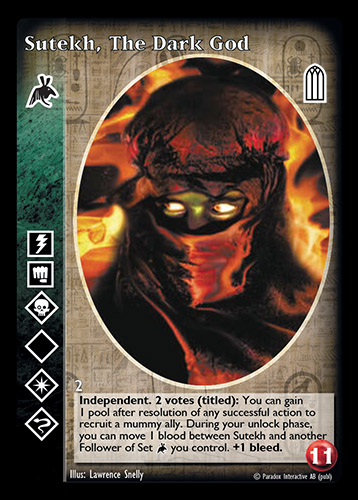 Sutekh, The Dark God
2
Independent. 2 votes (titled): You can gain
1 pool after resolution of any successful action to
recruit a mummy ally. During your unlock phase,
you can move 1 blood between Sutekh and another
Follower of Set you control. +1 bleed.
11
Illus: Lawrence Snelly
© Paradox Interactive AB (publ)